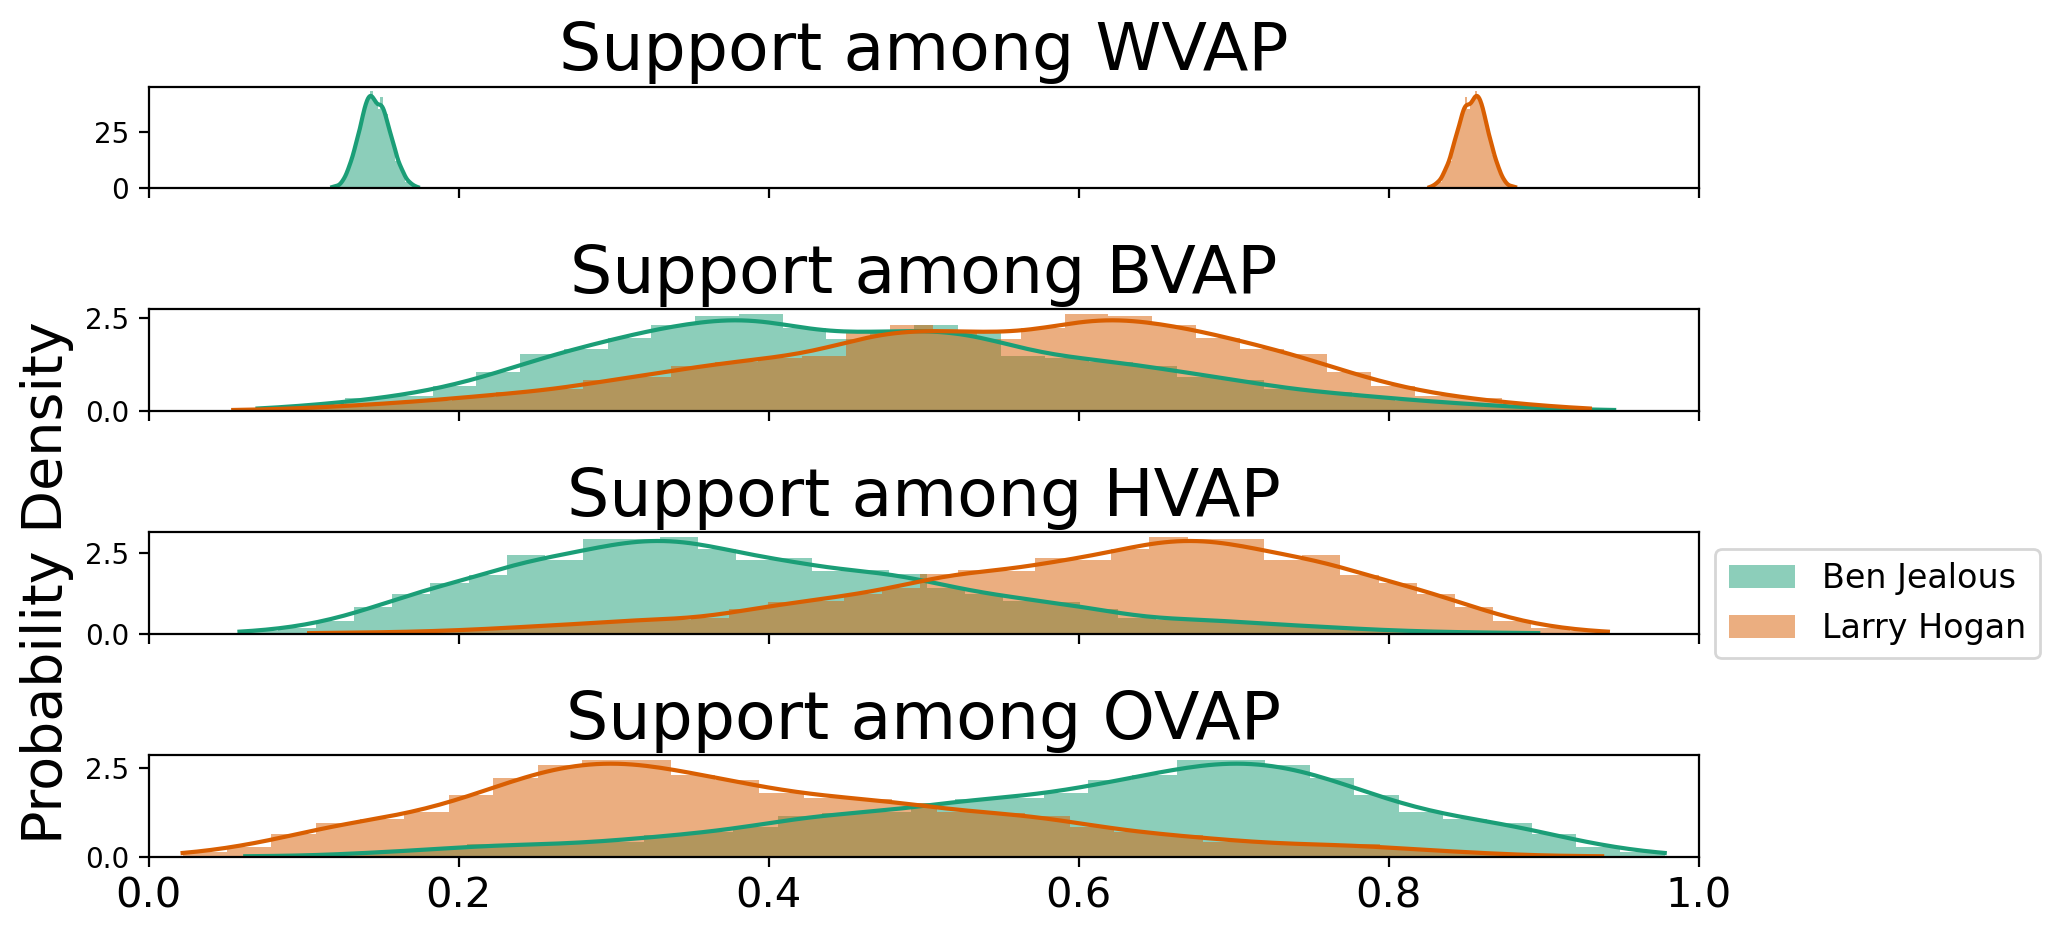 Support among WVAP
25
0
Support among BVAP
2.5
0.0
Probability Density
Support among HVAP
2.5
0.0
Ben Jealous
Larry Hogan
Support among OVAP
2.5
0.0
0.0 0.2 0.4 0.6 0.8 1.0